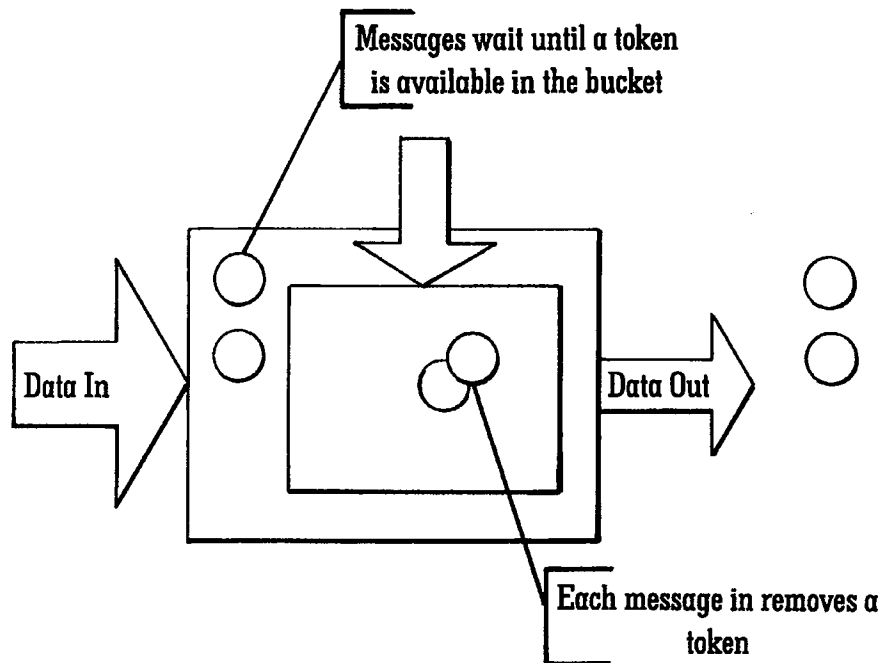 Messages wait until a token
is available in the bucket
Data In
Data Out
Each message in removes a
token